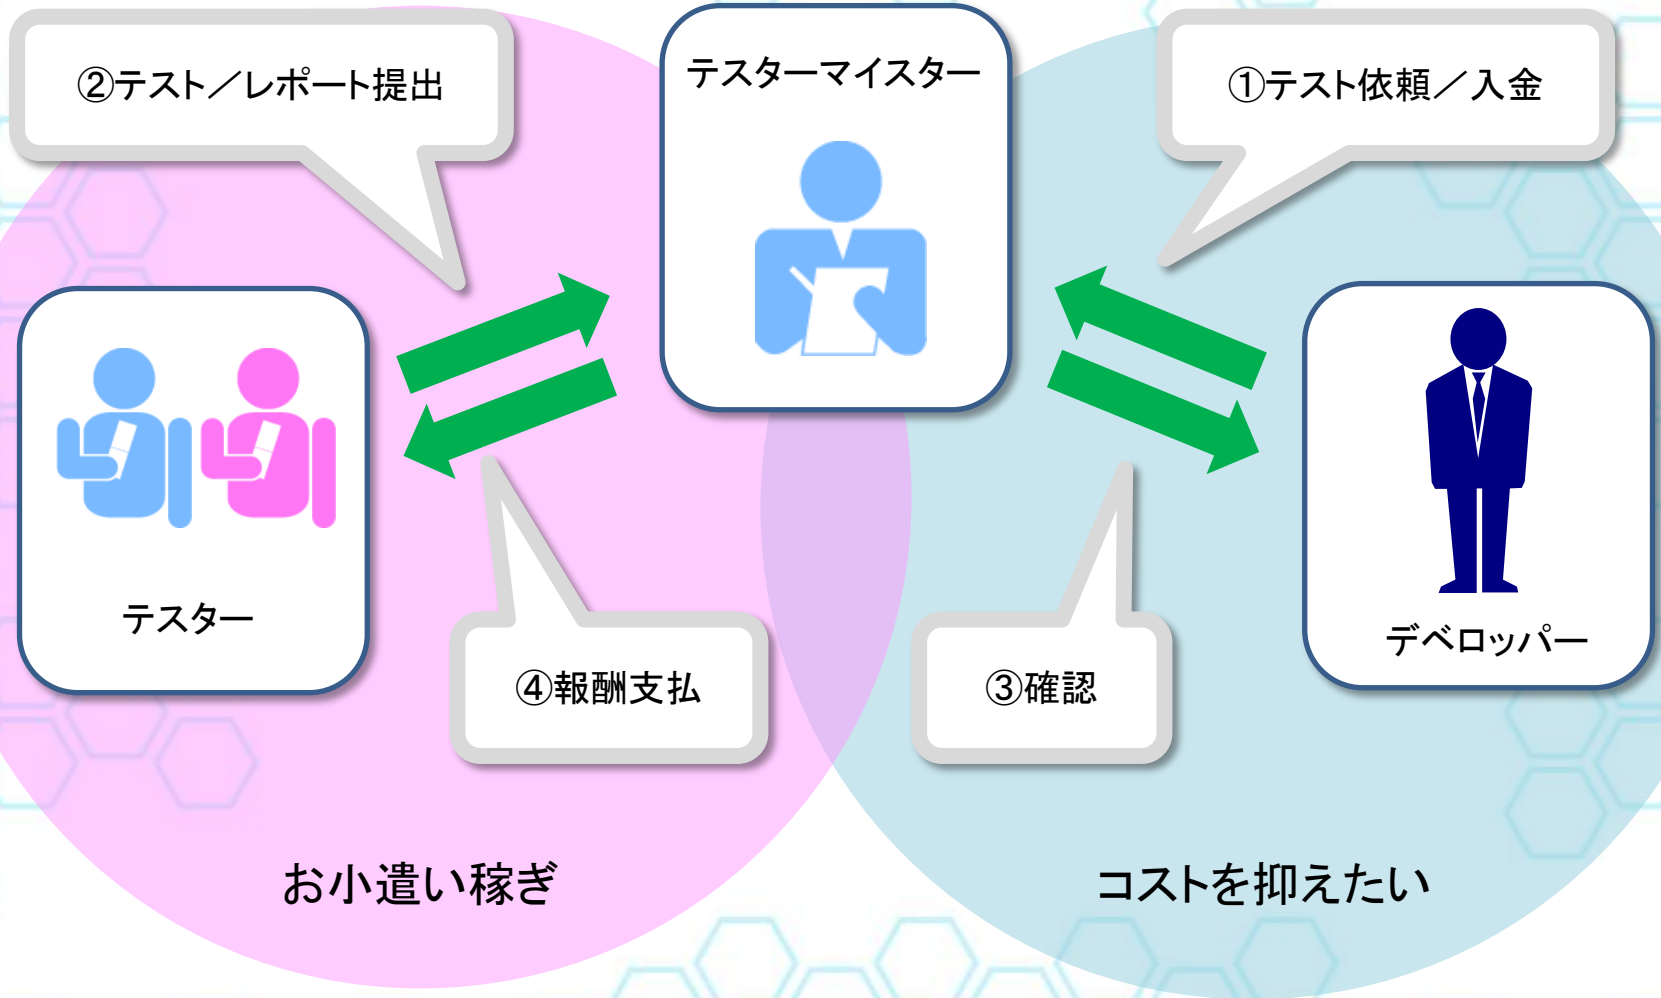 ②テスト／レポート提出
テスターマイスター
①テスト依頼／入金
テスター
デベロッパー
④報酬支払
③確認
お小遣い稼ぎ
コストを抑えたい